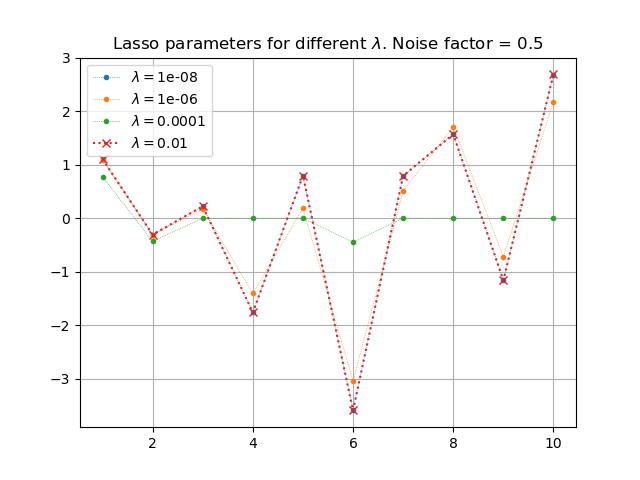 Lasso parameters for different λ. Noise factor = 0.5
3
2
1
0
−1
−2
−3
λ = 1e-08
λ = 1e-06
λ = 0.0001
λ = 0.01
2 4 6 8 10